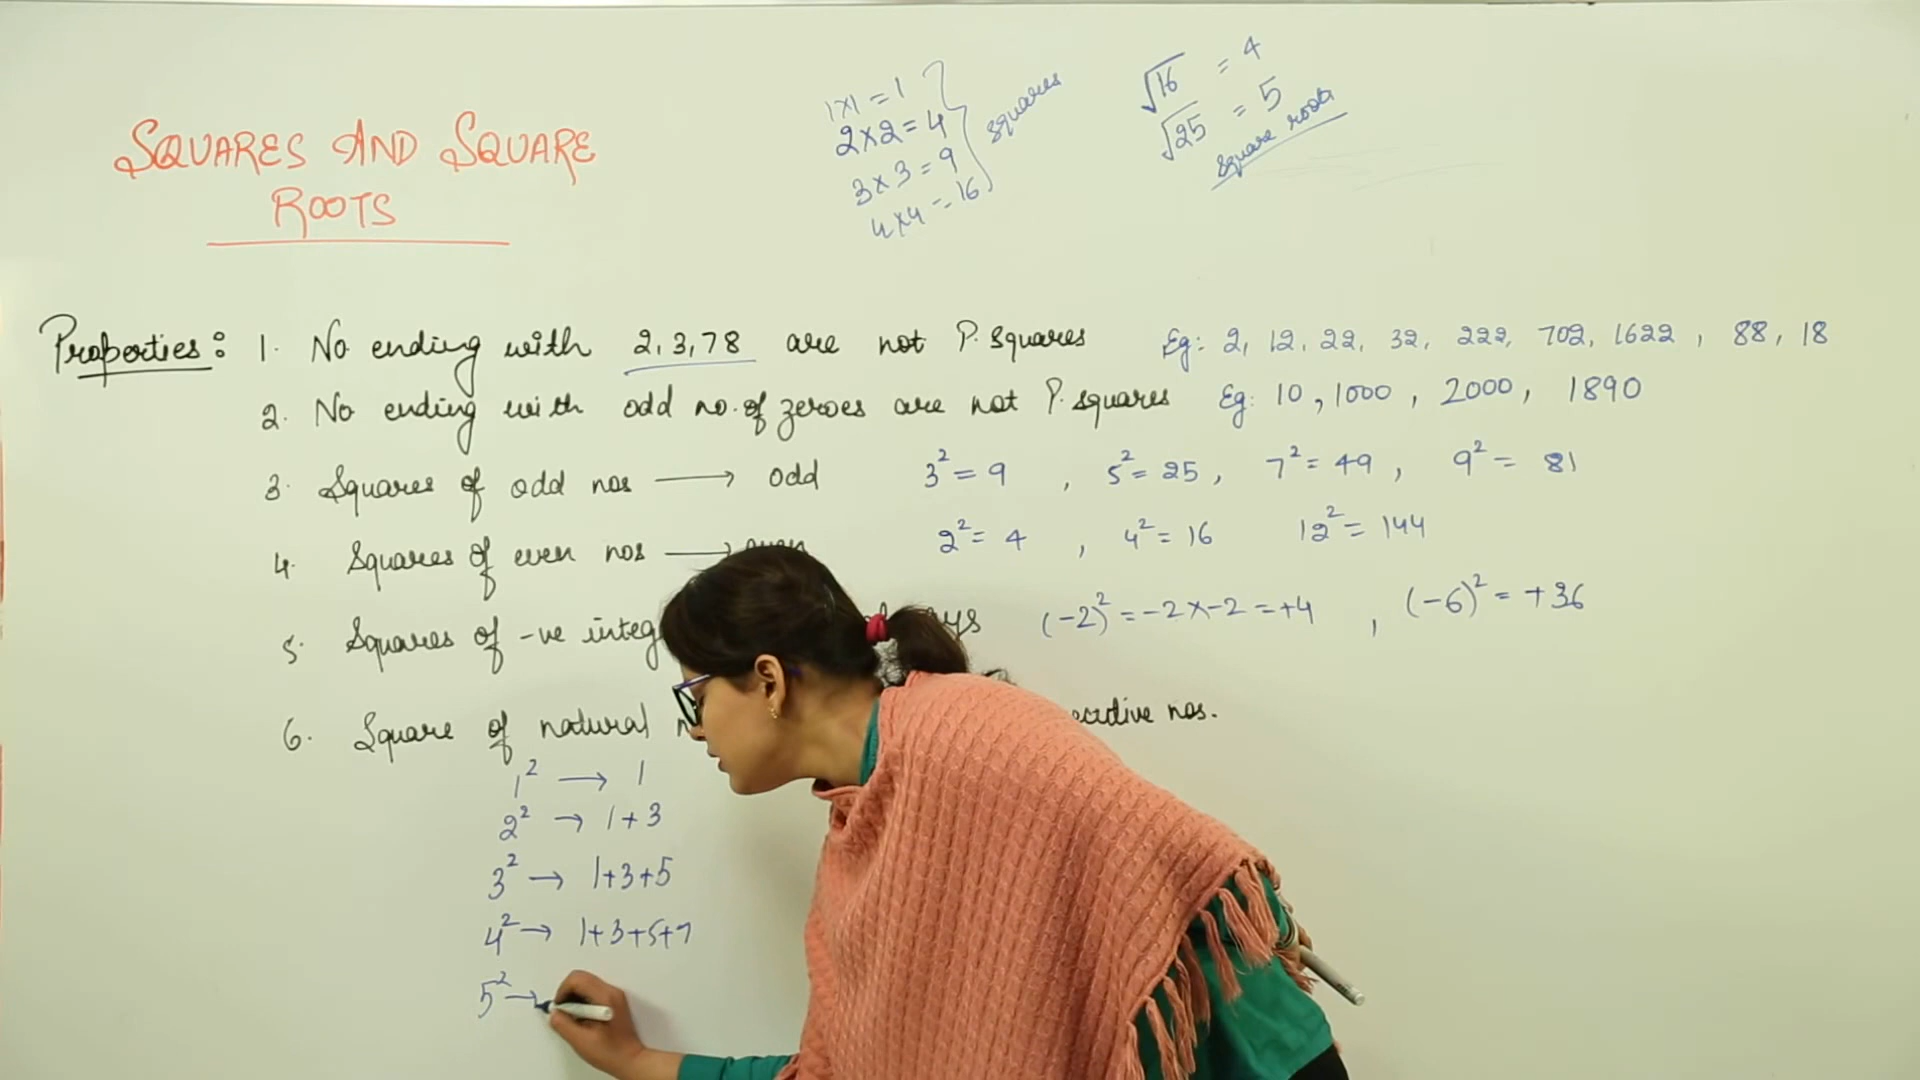 SQUARES AND SQUARE
ROOTS
1×1 = 1
2×2 = 4
3×3 = 9
4×4 = 16
squares
√16 = 4
√25 = 5
Square roots
Properties: 1. No ending with 2,3,78 are not P. Squares Eg: 2, 12, 22, 32, 222, 702, 1622, 88, 18
2. No ending with odd no. of zeroes are not P. squares Eg: 10, 1000, 2000, 1890
3. Squares of odd nos → odd 3² = 9, 5² = 25, 7² = 49, 9² = 81
4. Squares of even nos → 2² = 4, 4² = 16 12² = 144
5. Squares of -ve (-2)² = -2×-2 = +4, (-6)² = +36
6. Square of natural nos.
1² → 1
2² → 1+3
3² → 1+3+5
4² → 1+3+5+7
5² →